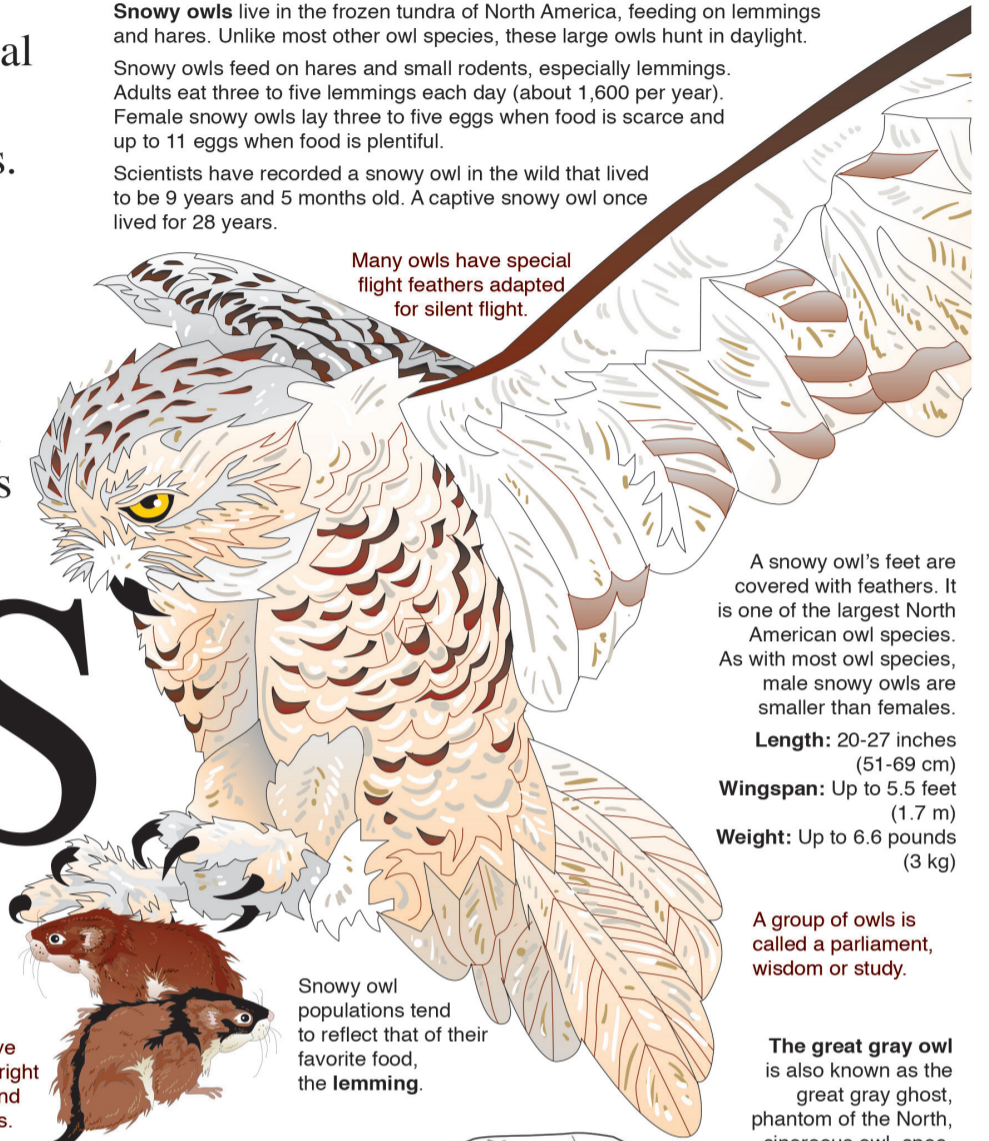 Snowy owls live in the frozen tundra of North America, feeding on lemmings
and hares. Unlike most other owl species, these large owls hunt in daylight.
al
Snowy owls feed on hares and small rodents, especially lemmings.
Adults eat three to five lemmings each day (about 1,600 per year).
Female snowy owls lay three to five eggs when food is scarce and
up to 11 eggs when food is plentiful.
s.
Scientists have recorded a snowy owl in the wild that lived
to be 9 years and 5 months old. A captive snowy owl once
lived for 28 years.
Many owls have special
flight feathers adapted
for silent flight.
s
S
A snowy owl’s feet are
covered with feathers. It
is one of the largest North
American owl species.
As with most owl species,
male snowy owls are
smaller than females.
Length: 20-27 inches
(51-69 cm)
Wingspan: Up to 5.5 feet
(1.7 m)
Weight: Up to 6.6 pounds
(3 kg)
A group of owls is
called a parliament,
wisdom or study.
Snowy owl
populations tend
to reflect that of their
favorite food,
the lemming.
ve
right
nd
s.
The great gray owl
is also known as the
great gray ghost,
phantom of the North,